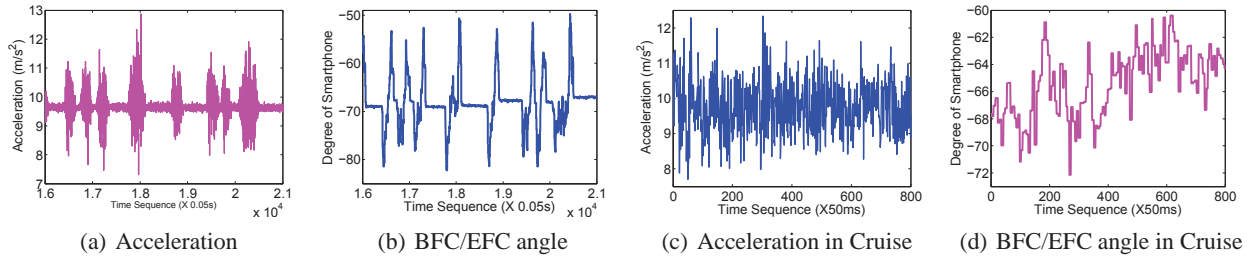 13
12
11
10
9
8
7
1.6 1.7 1.8 1.9 2 2.1
x 10⁴
Time Sequence (X 0.05s)
Acceleration (m/s²)
(a) Acceleration
−50
−60
−70
−80
1.6 1.7 1.8 1.9 2 2.1
x 10⁴
Time Sequence (X 0.05s)
Degree of Smartphone
(b) BFC/EFC angle
12
11
10
9
8
0 200 400 600 800
Time Sequence (X50ms)
Acceleration (m/s²)
(c) Acceleration in Cruise
−60
−62
−64
−66
−68
−70
−72
0 200 400 600 800
Time Sequence (X50ms)
Degree of Smartphone
(d) BFC/EFC angle in Cruise